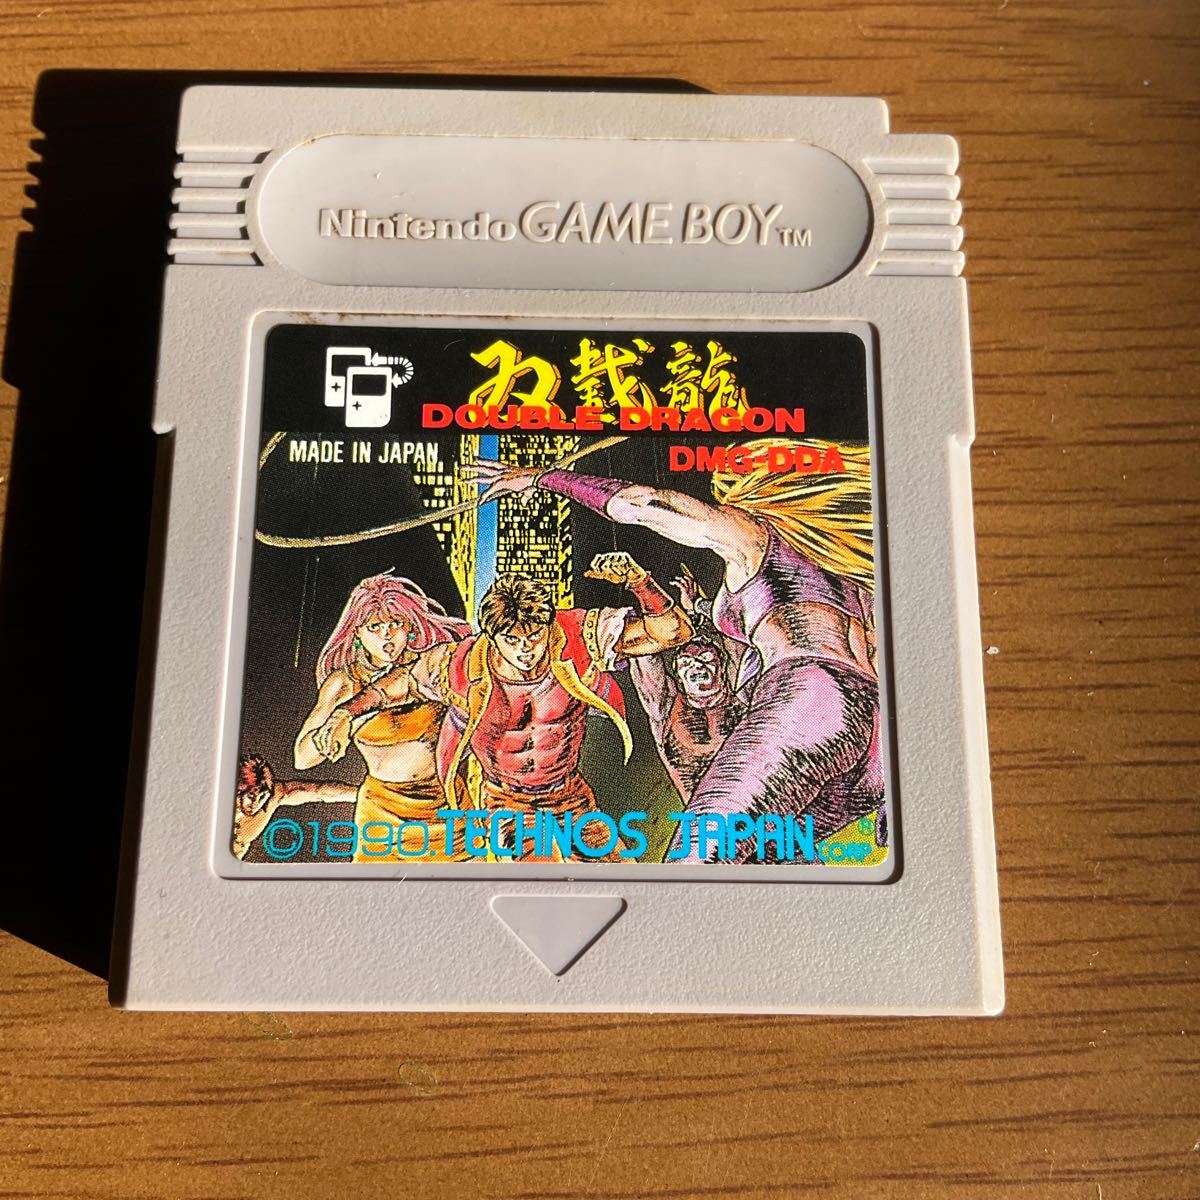 Nintendo GAME BOY TM
双截龍
DOUBLE DRAGON
MADE IN JAPAN
DMG-DDA
©1990. TECHNOS JAPAN CORP. ®